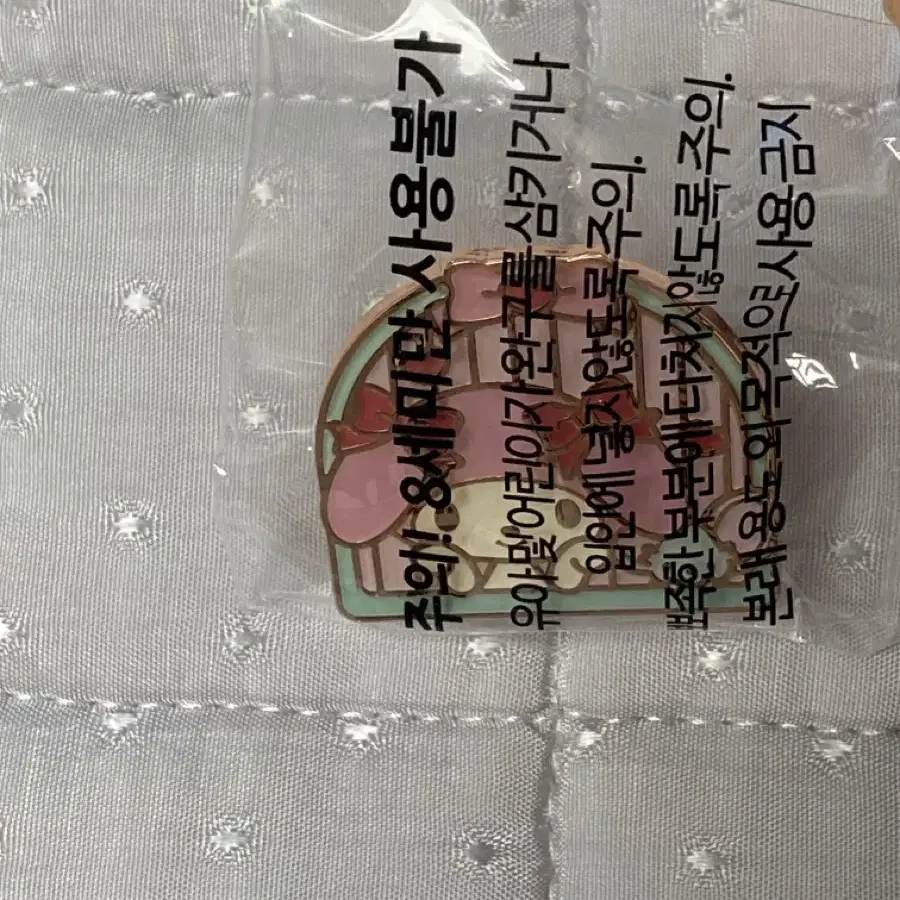 주의! 8세미만 사용불가
유아및어린이가 완구를 삼키거나
입안에 넣지 않도록 주의.
뾰족한 부분에 다치지 않도록 주의.
본래 용도 외 목적으로 사용 금지